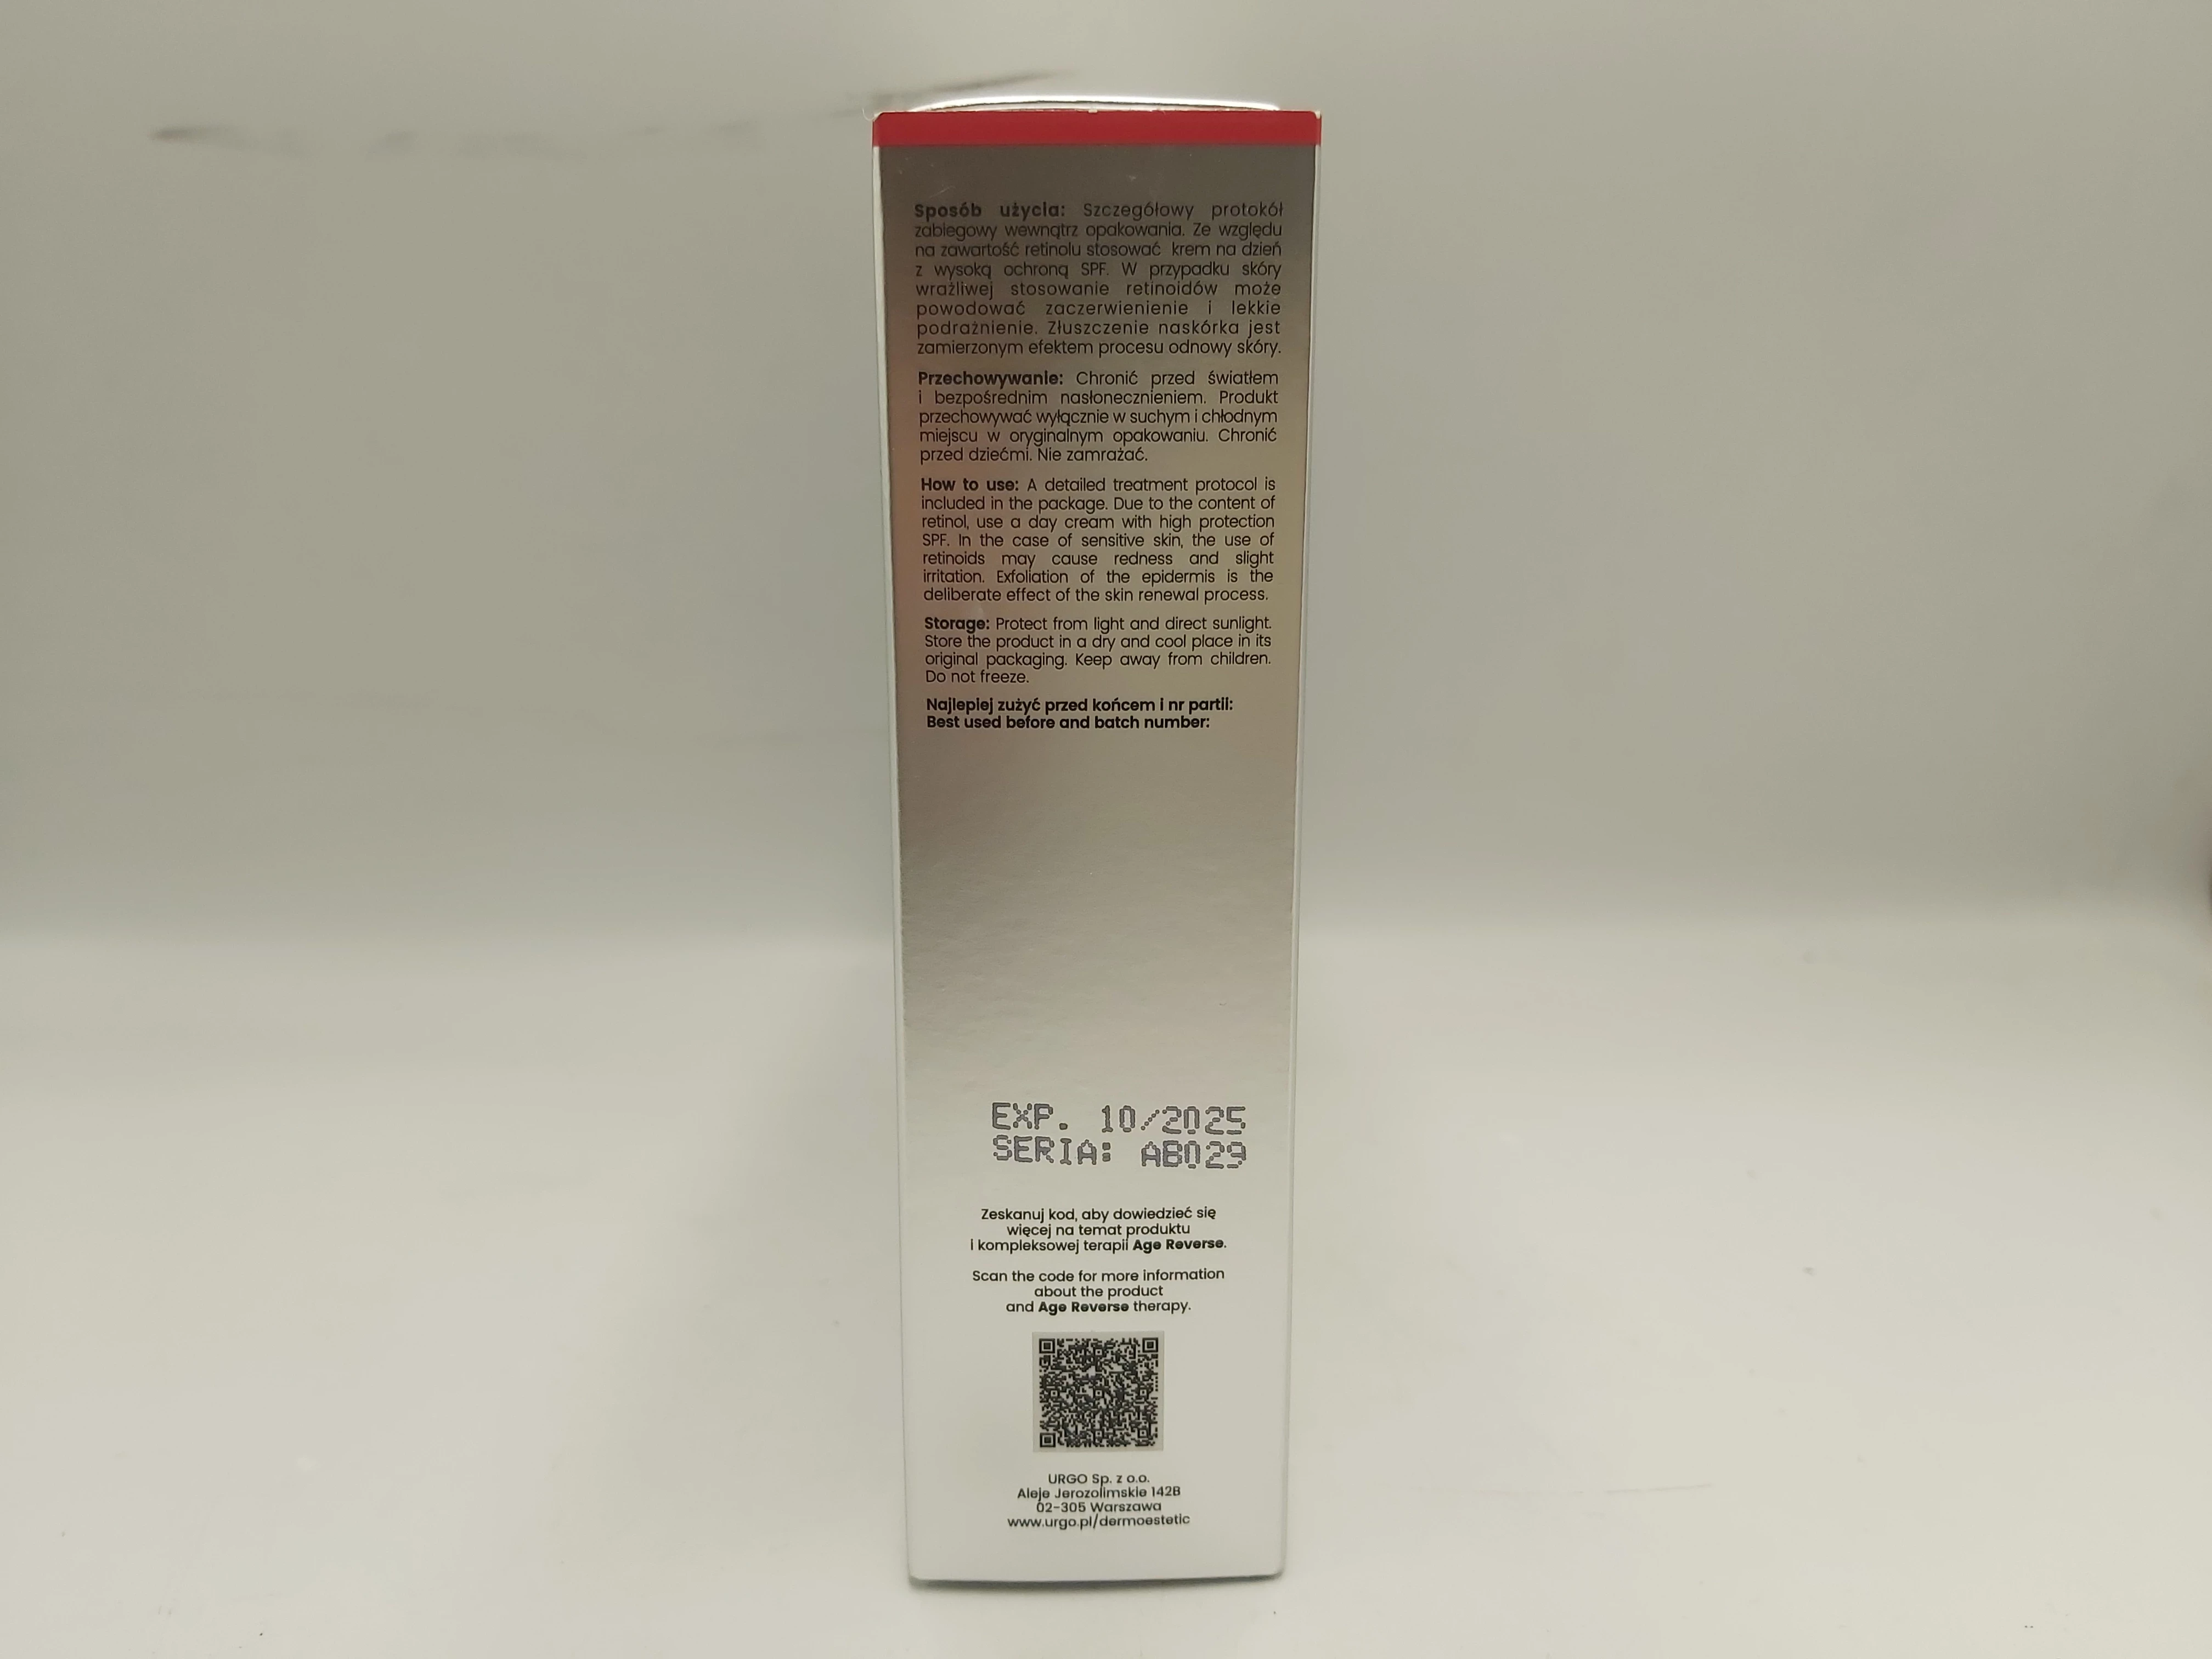 Sposób użycia: Szczegółowy protokół
zabiegowy wewnątrz opakowania. Ze względu
na zawartość retinolu stosować krem na dzień
z wysoką ochroną SPF. W przypadku skóry
wrażliwej stosowanie retinoidów może
powodować zaczerwienienie i lekkie
podrażnienie. Złuszczenie naskórka jest
zamierzonym efektem procesu odnowy skóry.
Przechowywanie: Chronić przed światłem
i bezpośrednim nasłonecznieniem. Produkt
przechowywać wyłącznie w suchym i chłodnym
miejscu w oryginalnym opakowaniu. Chronić
przed dziećmi. Nie zamrażać.
How to use: A detailed treatment protocol is
included in the package. Due to the content of
retinol, use a day cream with high protection
SPF. In the case of sensitive skin, the use of
retinoids may cause redness and slight
irritation. Exfoliation of the epidermis is the
deliberate effect of the skin renewal process.
Storage: Protect from light and direct sunlight.
Store the product in a dry and cool place in its
original packaging. Keep away from children.
Do not freeze.
Najlepiej zużyć przed końcem i nr partii:
Best used before and batch number:
EXP. 10/2025
SERIA: AB029
Zeskanuj kod, aby dowiedzieć się
więcej na temat produktu
i kompleksowej terapii Age Reverse.
Scan the code for more information
about the product
and Age Reverse therapy.
URGO Sp. z o.o.
Aleje Jerozolimskie 142B
02-305 Warszawa
www.urgo.pl/dermoestetic